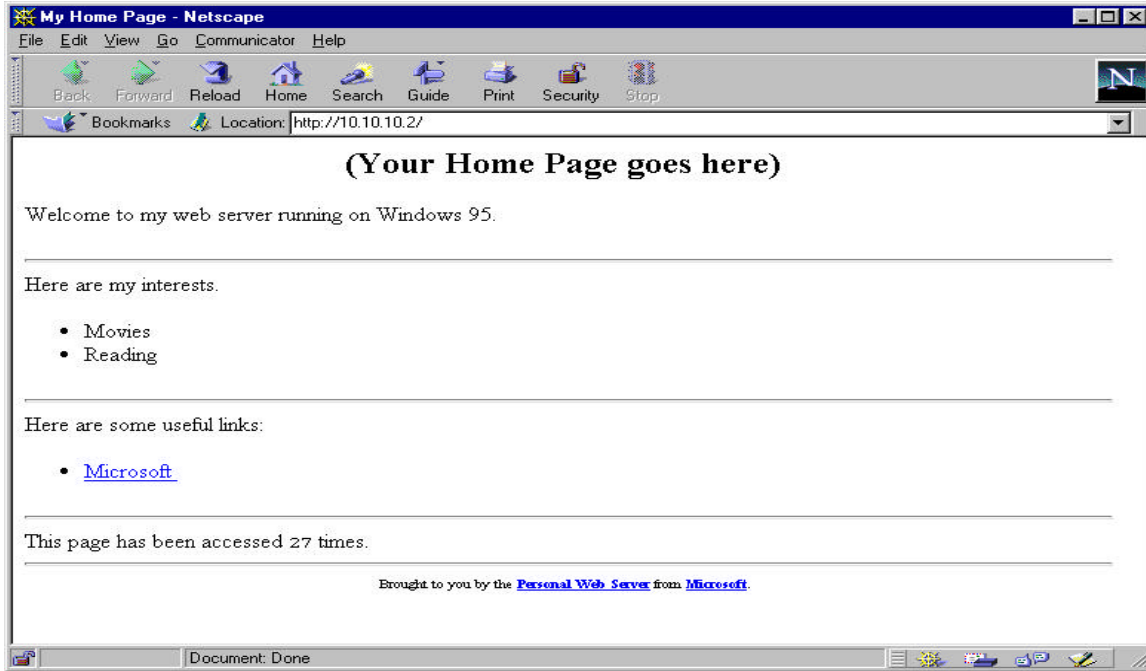 My Home Page - Netscape
File Edit View Go Communicator Help
Back Forward Reload Home Search Guide Print Security Stop
N
Bookmarks Location: http://10.10.10.2/
(Your Home Page goes here)
Welcome to my web server running on Windows 95.
Here are my interests.
• Movies
• Reading
Here are some useful links:
• Microsoft
This page has been accessed 27 times.
Brought to you by the Personal Web Server from Microsoft.
Document: Done